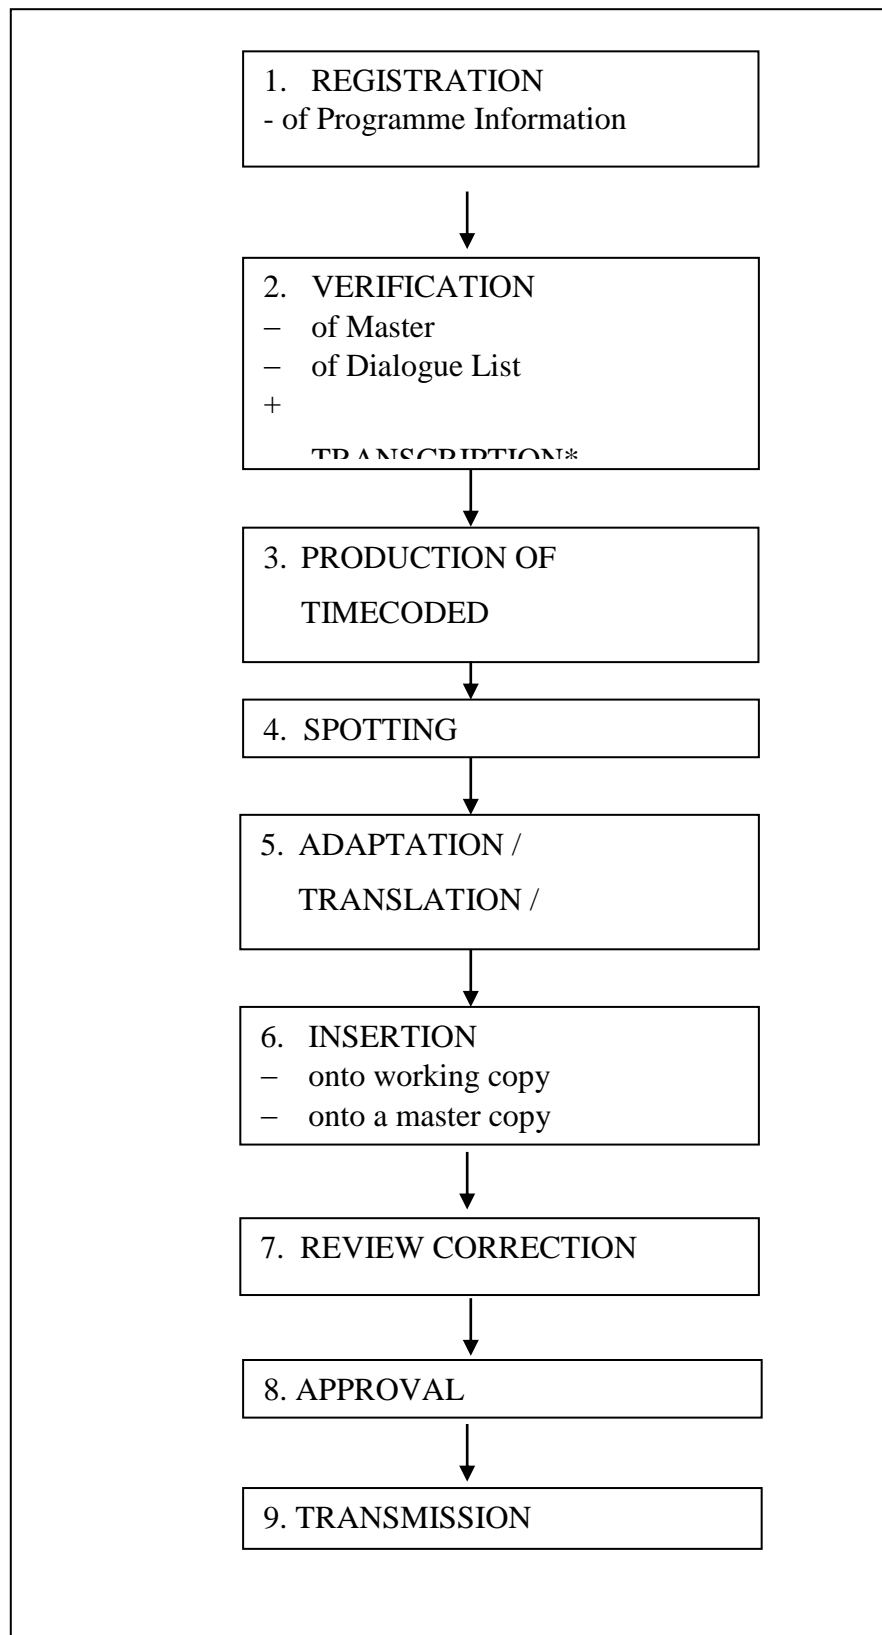 1. REGISTRATION
- of Programme Information
2. VERIFICATION
– of Master
– of Dialogue List
+
TRANSCRIPTION*
3. PRODUCTION OF
TIMECODED
4. SPOTTING
5. ADAPTATION /
TRANSLATION /
6. INSERTION
– onto working copy
– onto a master copy
7. REVIEW CORRECTION
8. APPROVAL
9. TRANSMISSION